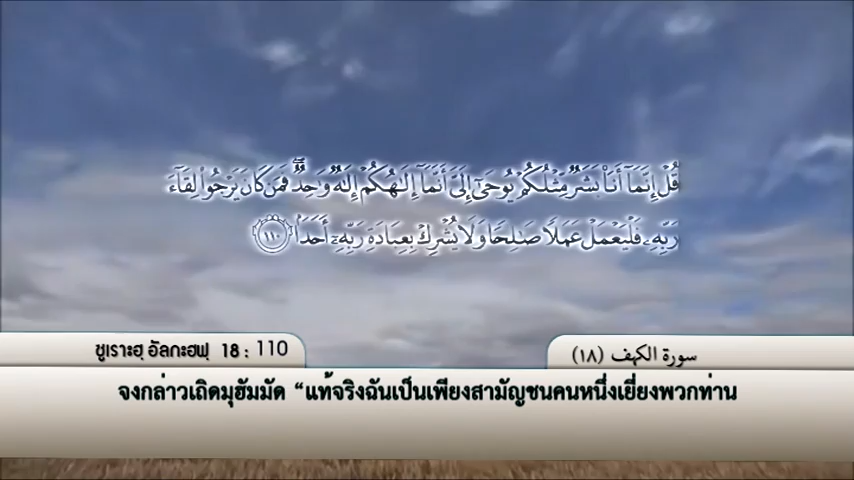 قُلْ إِنَّمَآ أَنَا۠ بَشَرٌ مِّثْلُكُمْ يُوحَىٰٓ إِلَىَّ أَنَّمَآ إِلَٰهُكُمْ إِلَٰهٌ وَٰحِدٌ ۖ فَمَن كَانَ يَرْجُوا۟ لِقَآءَ
رَبِّهِۦ فَلْيَعْمَلْ عَمَلًا صَٰلِحًا وَلَا يُشْرِكْ بِعِبَادَةِ رَبِّهِۦٓ أَحَدًۢا ١١٠
ซูเราะฮฺ อัลกะฮฟฺ 18 : 110
سورة الكهف (١٨)
จงกล่าวเถิดมุฮัมมัด “แท้จริงฉันเป็นเพียงสามัญชนคนหนึ่งเยี่ยงพวกท่าน